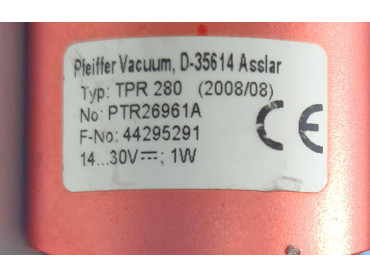 Pfeiffer Vacuum, D-35614 Asslar
Typ: TPR 280 (2008/08)
No: PTR26961A
F-No: 44295291
14...30V⎓; 1W
CE